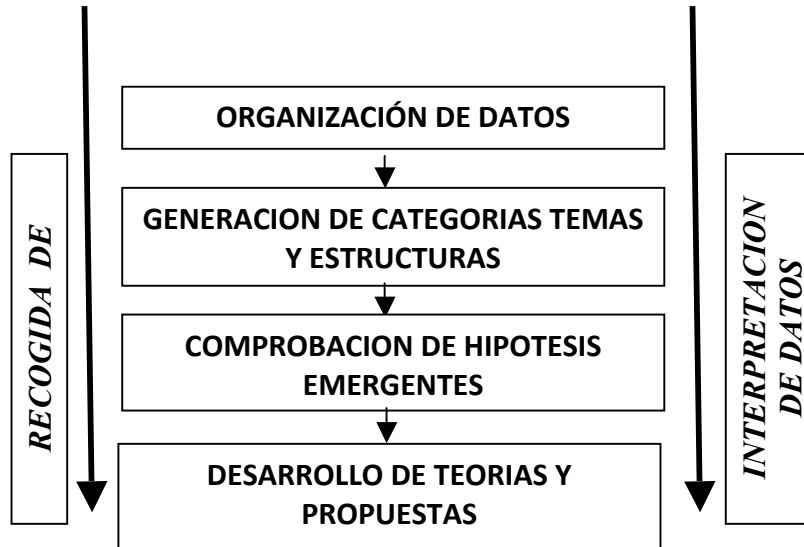 ORGANIZACIÓN DE DATOS
GENERACION DE CATEGORIAS TEMAS
Y ESTRUCTURAS
COMPROBACION DE HIPOTESIS
EMERGENTES
DESARROLLO DE TEORIAS Y
PROPUESTAS
RECOGIDA DE
INTERPRETACION
DE DATOS